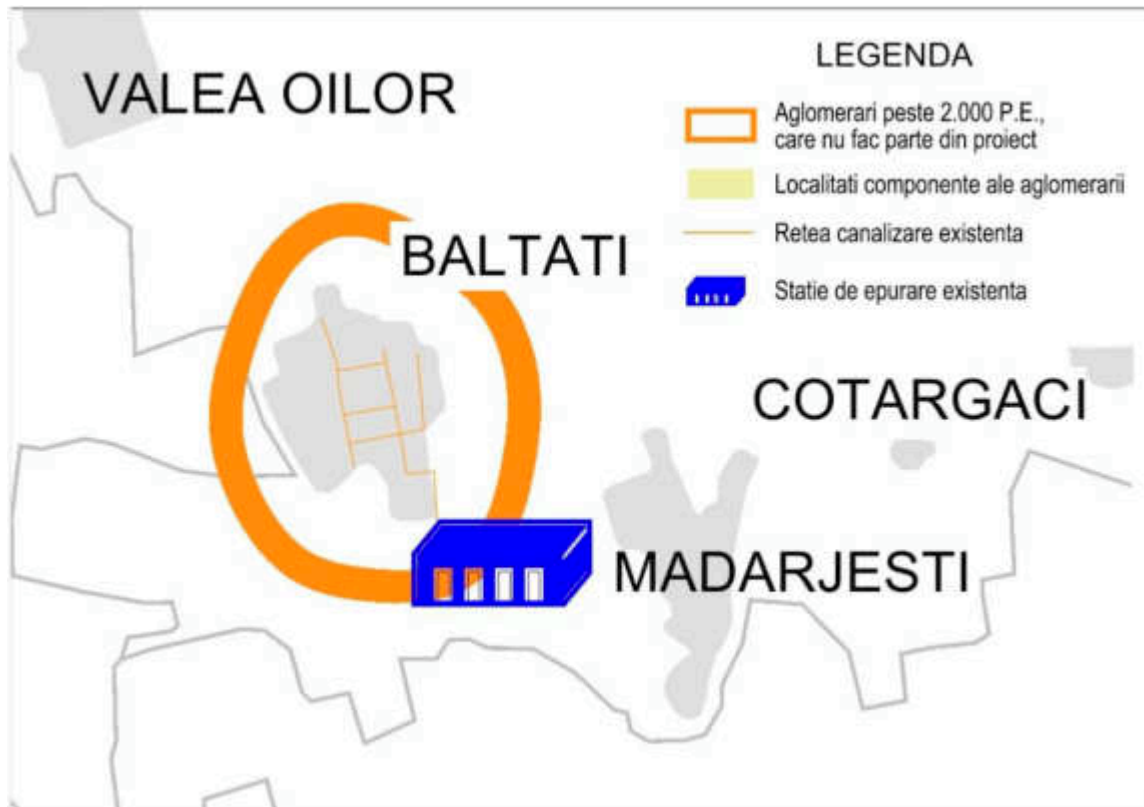 VALEA OILOR
LEGENDA
Aglomerari peste 2.000 P.E.,
care nu fac parte din proiect
Localitati componente ale aglomerarii
Retea canalizare existenta
Statie de epurare existenta
BALTATI
COTARGACI
MADARJESTI